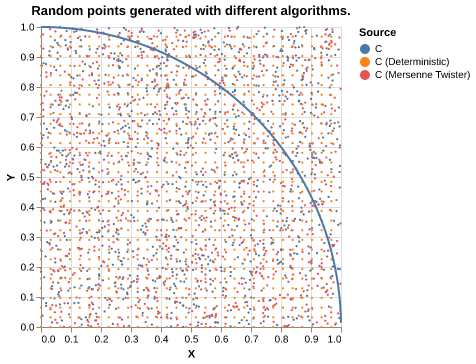 Random points generated with different algorithms.
Source
C
C (Deterministic)
C (Mersenne Twister)
Y
1.0
0.9
0.8
0.7
0.6
0.5
0.4
0.3
0.2
0.1
0.0
0.0 0.1 0.2 0.3 0.4 0.5 0.6 0.7 0.8 0.9 1.0
X